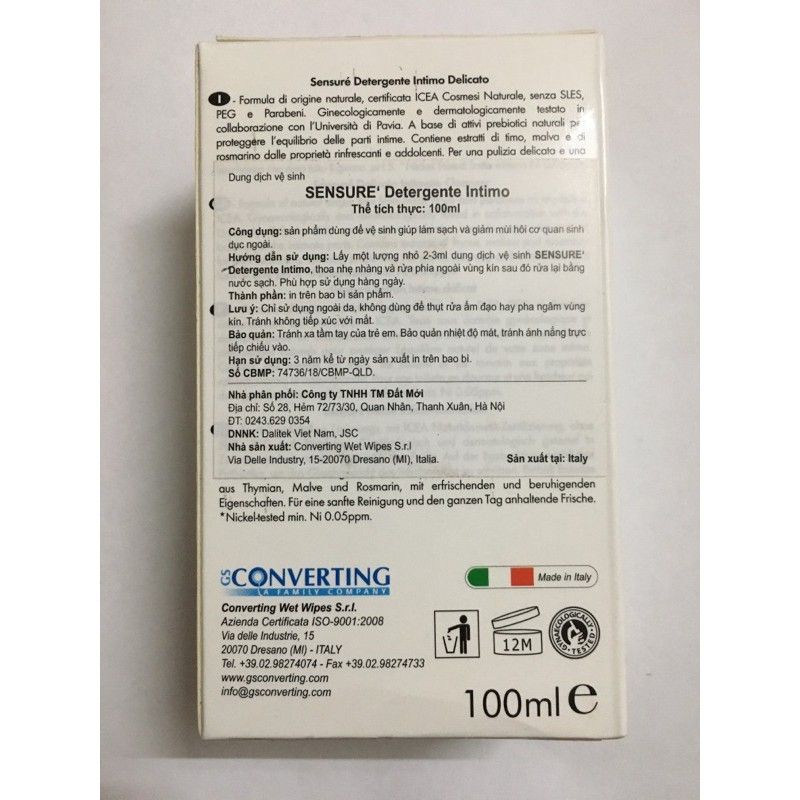 Sensuré Detergente Intimo Delicato
I - Formula di origine naturale, certificata ICEA Cosmesi Naturale, senza SLES,
PEG e Parabeni. Ginecologicamente e dermatologicamente testato in
collaborazione con l'Università di Pavia. A base di attivi prebiotici naturali per
proteggere l'equilibrio delle parti intime. Contiene estratti di timo, malva e di
rosmarino dalle proprietà rinfrescanti e addolcenti. Per una pulizia delicata e una
Dung dịch vệ sinh
SENSURE' Detergente Intimo
Thể tích thực: 100ml
Công dụng: sản phẩm dùng để vệ sinh giúp làm sạch và giảm mùi hôi cơ quan sinh
dục ngoài.
Hướng dẫn sử dụng: Lấy một lượng nhỏ 2-3ml dung dịch vệ sinh SENSURE'
Detergente Intimo, thoa nhẹ nhàng và rửa phía ngoài vùng kín sau đó rửa lại bằng
nước sạch. Phù hợp sử dụng hàng ngày.
Thành phần: in trên bao bì sản phẩm.
Lưu ý: Chỉ sử dụng ngoài da, không dùng để thụt rửa âm đạo hay pha ngâm vùng
kín. Tránh không tiếp xúc với mắt.
Bảo quản: Tránh xa tầm tay của trẻ em. Bảo quản nhiệt độ mát, tránh ánh nắng trực
tiếp chiếu vào.
Hạn sử dụng: 3 năm kể từ ngày sản xuất in trên bao bì.
Số CBMP: 74736/18/CBMP-QLD.
Nhà phân phối: Công ty TNHH TM Đất Mới
Địa chỉ: Số 28, Hẻm 72/73/30, Quan Nhân, Thanh Xuân, Hà Nội
ĐT: 0243.629 0354
DNNK: Dalitek Viet Nam, JSC
Nhà sản xuất: Converting Wet Wipes S.r.l
Via Delle Industry, 15-20070 Dresano (MI), Italia. Sản xuất tại: Italy
aus Thymian, Malve und Rosmarin, mit erfrischenden und beruhigenden
Eigenschaften. Für eine sanfte Reinigung und den ganzen Tag anhaltende Frische.
*Nickel-tested min. Ni 0.05ppm.
GS CONVERTING
A FAMILY COMPANY
Made in Italy
Converting Wet Wipes S.r.l.
Azienda Certificata ISO-9001:2008
Via delle Industrie, 15
20070 Dresano (MI) - ITALY
Tel. +39.02.98274074 - Fax +39.02.98274733
www.gsconverting.com
info@gsconverting.com
12M
GYNAECOLOGICALLY TESTED
100ml e